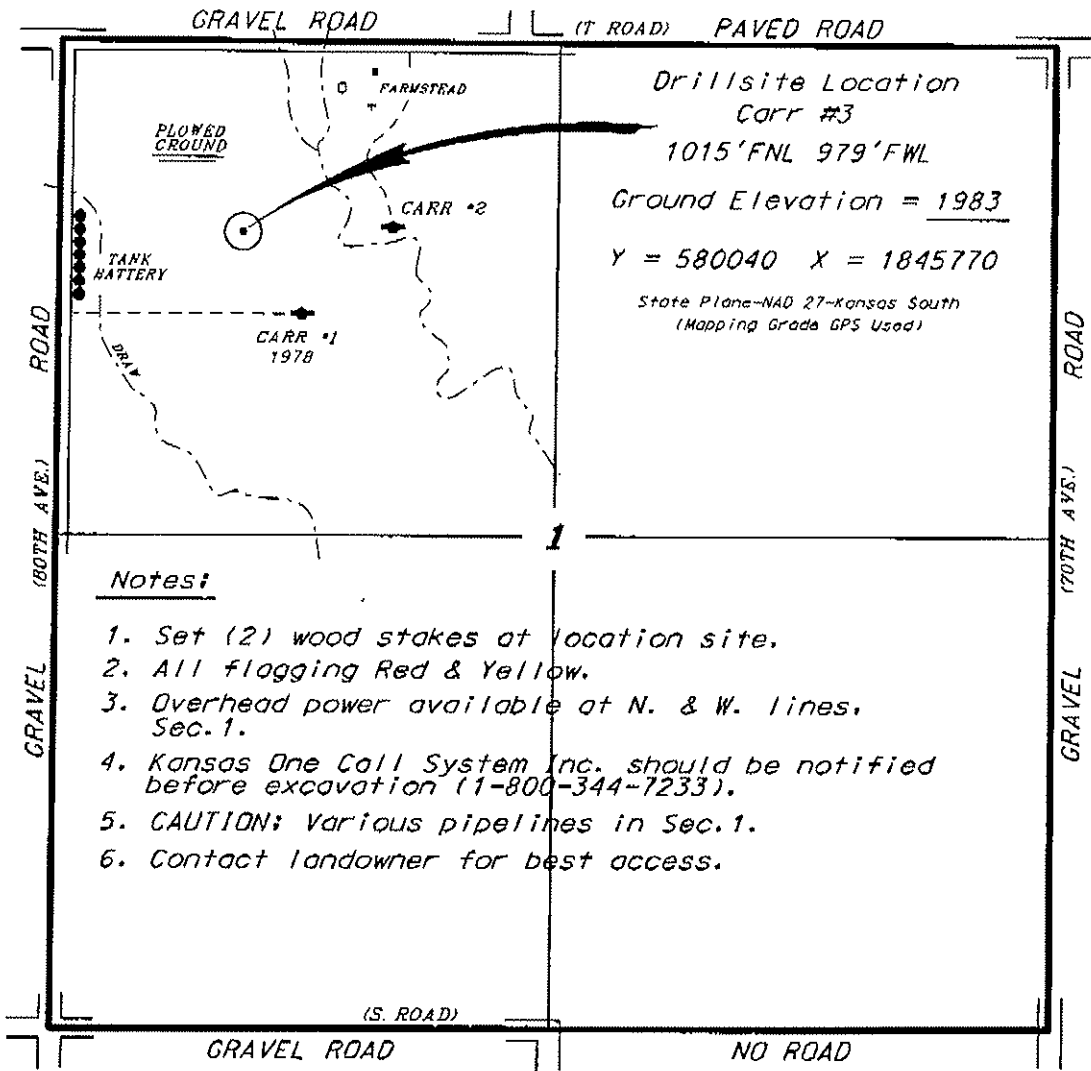 GRAVEL ROAD
(T ROAD) PAVED ROAD
FARMSTEAD
PLOWED
GROUND
Drillsite Location
Carr #3
1015'FNL 979'FWL
Ground Elevation = 1983
Y = 580040 X = 1845770
State Plane-NAD 27-Kansas South
(Mapping Grade GPS Used)
CARR #2
TANK
BATTERY
CARR #1
1978
DRAW
GRAVEL (80TH AVE.) ROAD
GRAVEL (70TH AVE.) ROAD
1
Notes:
1. Set (2) wood stakes at location site.
2. All flagging Red & Yellow.
3. Overhead power available at N. & W. lines,
Sec. 1.
4. Kansas One Call System Inc. should be notified
before excavation (1-800-344-7233).
5. CAUTION: Various pipelines in Sec. 1.
6. Contact landowner for best access.
(S. ROAD)
GRAVEL ROAD
NO ROAD